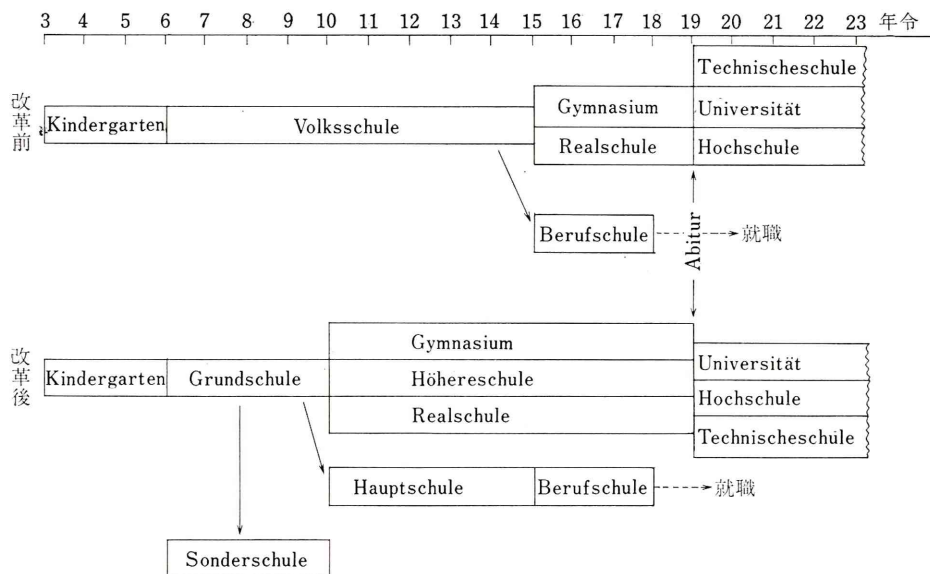 3 4 5 6 7 8 9 10 11 12 13 14 15 16 17 18 19 20 21 22 23 年令
改革前
Kindergarten
Volksschule
Gymnasium
Realschule
Technischeschule
Universität
Hochschule
Berufschule
就職
Abitur
改革後
Kindergarten
Grundschule
Gymnasium
Höhereschule
Realschule
Universität
Hochschule
Technischeschule
Hauptschule
Berufschule
就職
Sonderschule